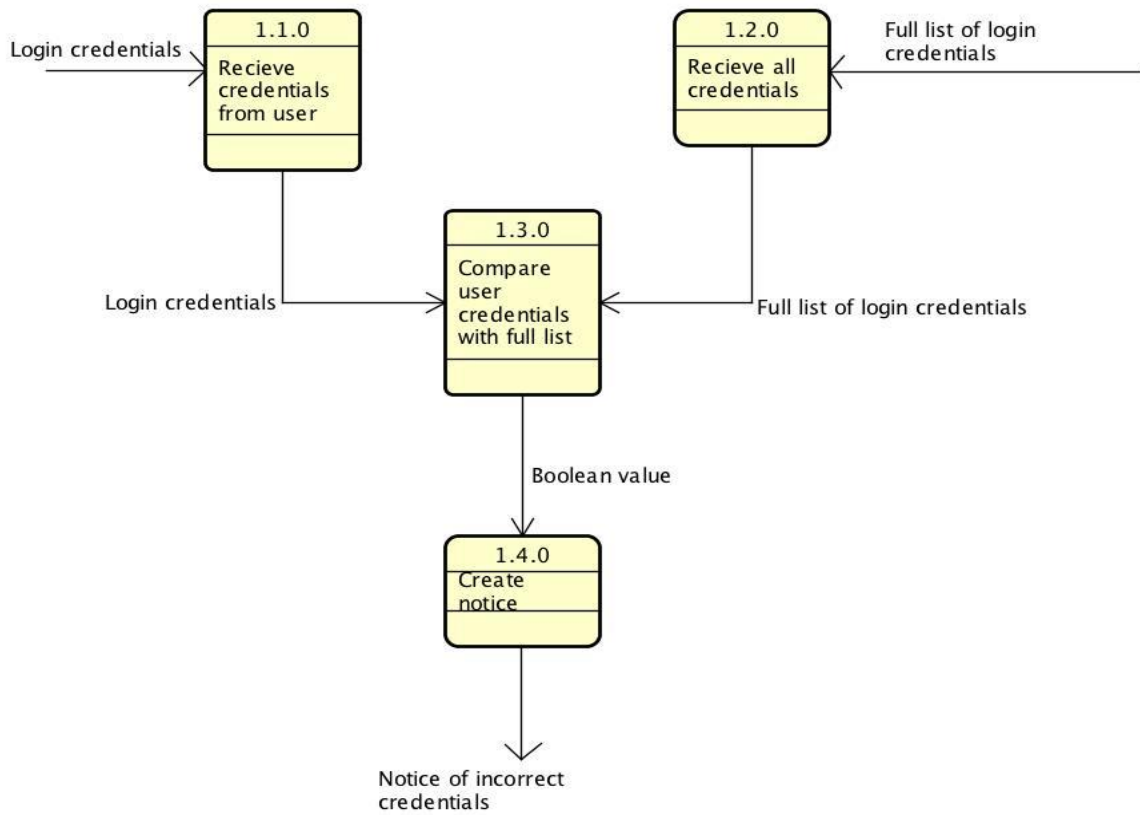 Login credentials
1.1.0
Recieve
credentials
from user
1.2.0
Recieve all
credentials
Full list of login
credentials
1.3.0
Compare
user
credentials
with full list
Login credentials
Full list of login credentials
Boolean value
1.4.0
Create
notice
Notice of incorrect
credentials